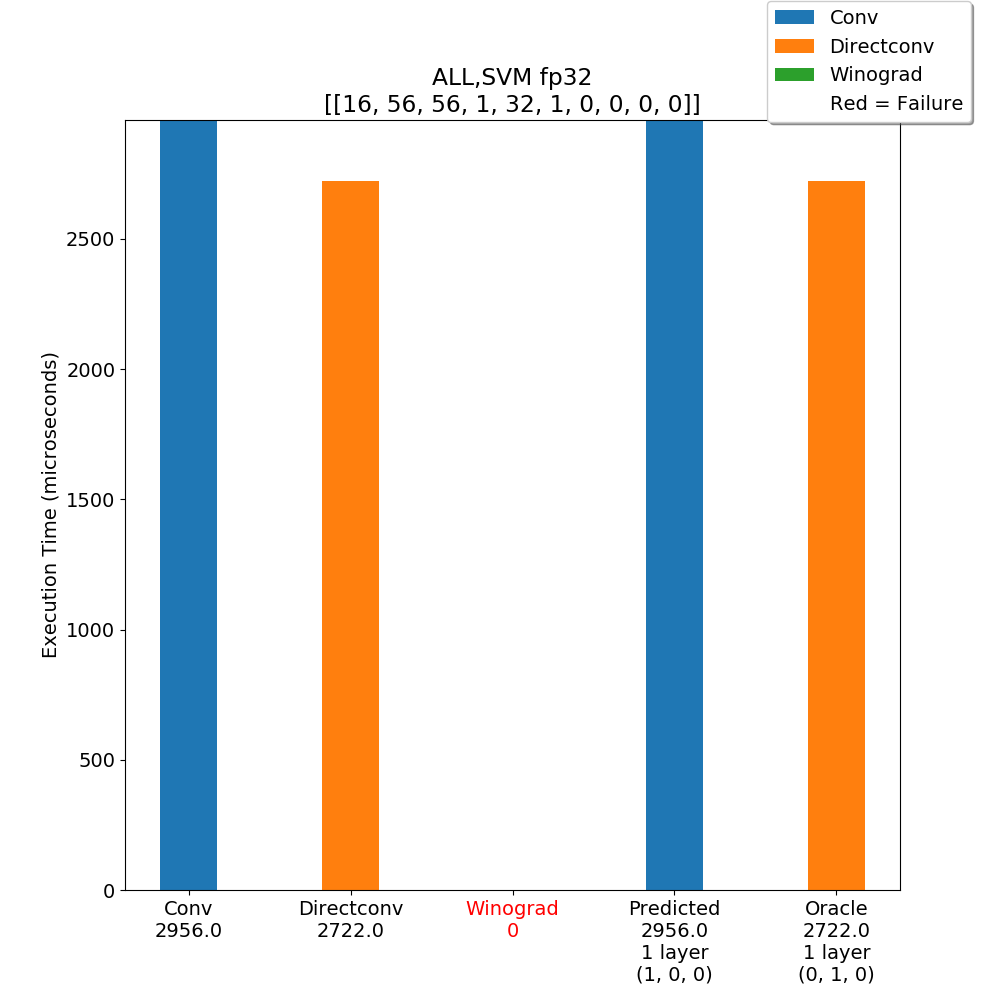 Conv
Directconv
Winograd
Red = Failure
ALL,SVM fp32
[[16, 56, 56, 1, 32, 1, 0, 0, 0, 0]]
Execution Time (microseconds)
2500
2000
1500
1000
500
0
Conv
2956.0
Directconv
2722.0
Winograd
0
Predicted
2956.0
1 layer
(1, 0, 0)
Oracle
2722.0
1 layer
(0, 1, 0)